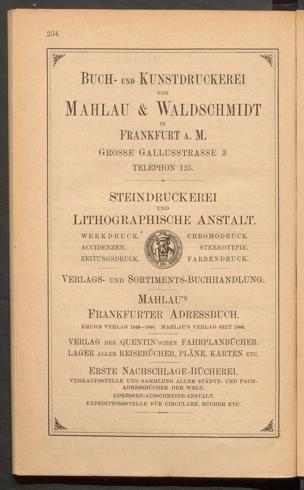 234
BUCH- UND KUNSTDRUCKEREI
VON
MAHLAU & WALDSCHMIDT
IN
FRANKFURT A. M.
GROSSE GALLUSSTRASSE 3
TELEPHON 125.
STEINDRUCKEREI
UND
LITHOGRAPHISCHE ANSTALT.
WERKDRUCK. CHROMODRUCK.
ACCIDENZEN. STEREOTYPIE.
ZEITUNGSDRUCK. FARBENDRUCK.
VERLAGS- UND SORTIMENTS-BUCHHANDLUNG.
MAHLAU'S
FRANKFURTER ADRESSBUCH.
KRUG'S VERLAG MAHLAU'S VERLAG SEIT
VERLAG DER QUENTIN'SCHEN FAHRPLANBÜCHER.
LAGER ALLER REISEBÜCHER, PLÄNE, KARTEN ETC.
ERSTE NACHSCHLAGE-BÜCHEREI.
VERKAUFSSTELLE UND SAMMLUNG ALLER STÄDTE- UND FACH-
ADRESSBÜCHER DER WELT.
ADRESSEN-AUSSCHREIBE-ANSTALT.
EXPEDITIONSSTELLE FÜR CIRCULARE, BÜCHER ETC.